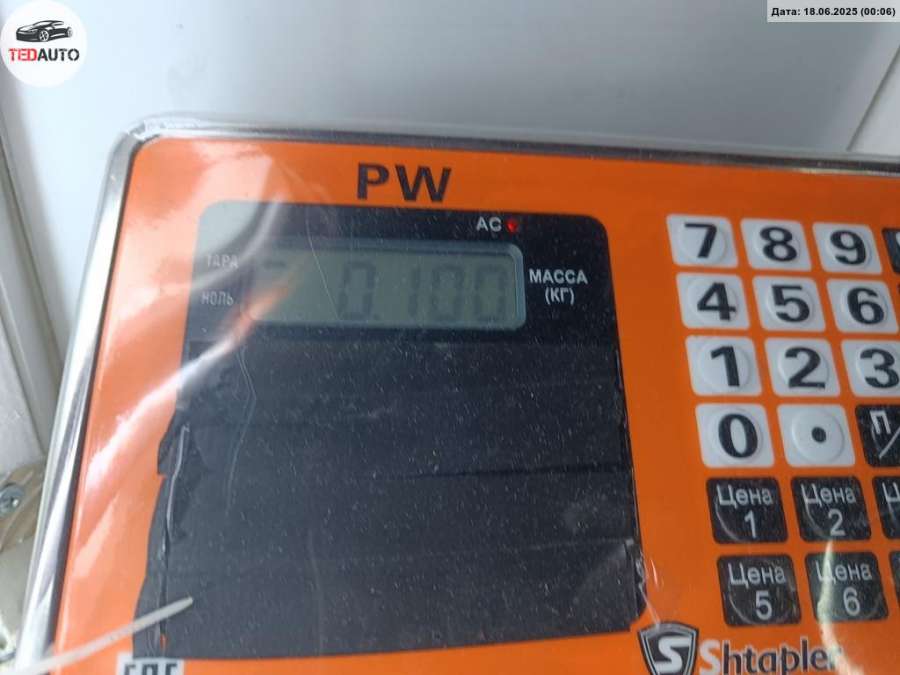 Дата: 18.06.2025 (00:06)
TEDAUTO
PW
AC
ТАРА
НОЛЬ
0.100
МАССА
(КГ)
7 8 9
4 5 6
1 2 3
0 .
Цена 1
Цена 2
Цена 5
Цена 6
S Shtapler